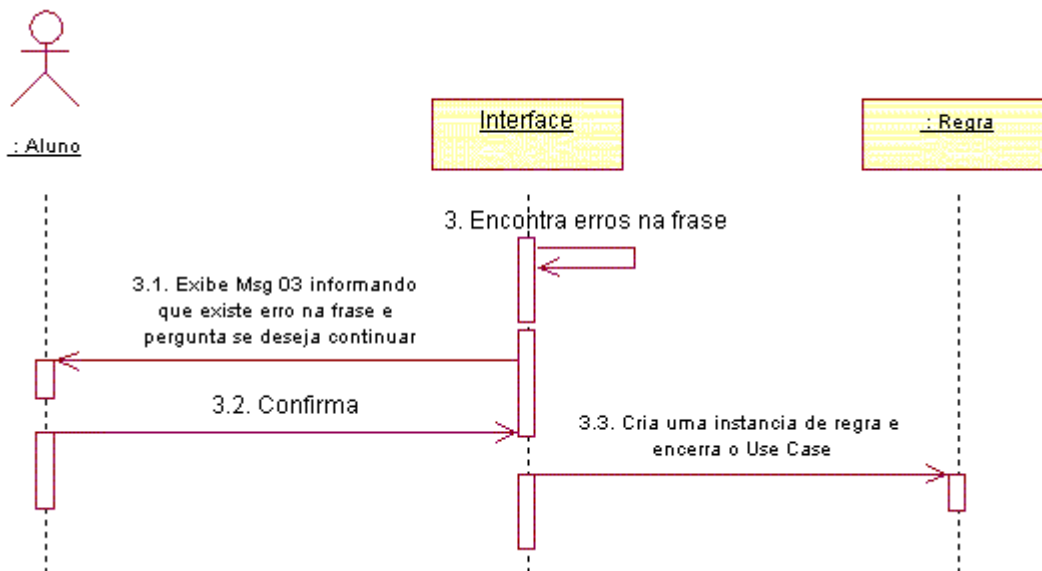 : Aluno
Interface
: Regra
3. Encontra erros na frase
3.1. Exibe Msg 03 informando
que existe erro na frase e
pergunta se deseja continuar
3.2. Confirma
3.3. Cria uma instancia de regra e
encerra o Use Case